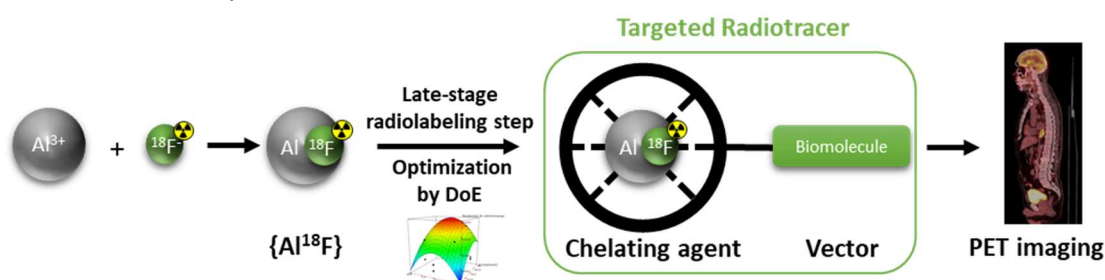 Targeted Radiotracer
Al³⁺
+
¹⁸F⁻
Al ¹⁸F
{Al¹⁸F}
Late-stage
radiolabeling step
Optimization
by DoE
Al ¹⁸F
Chelating agent
Biomolecule
Vector
PET imaging